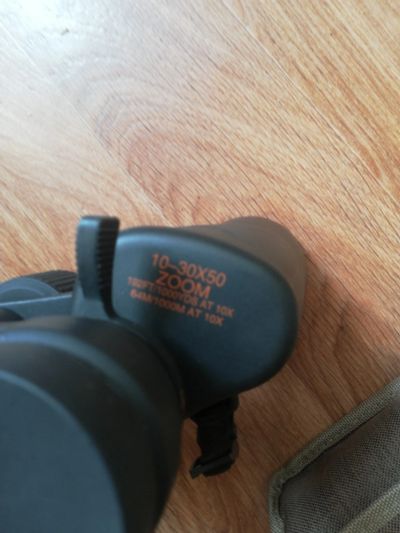 10-30X50
ZOOM
192FT/1000YDS AT 10X
64M/1000M AT 10X